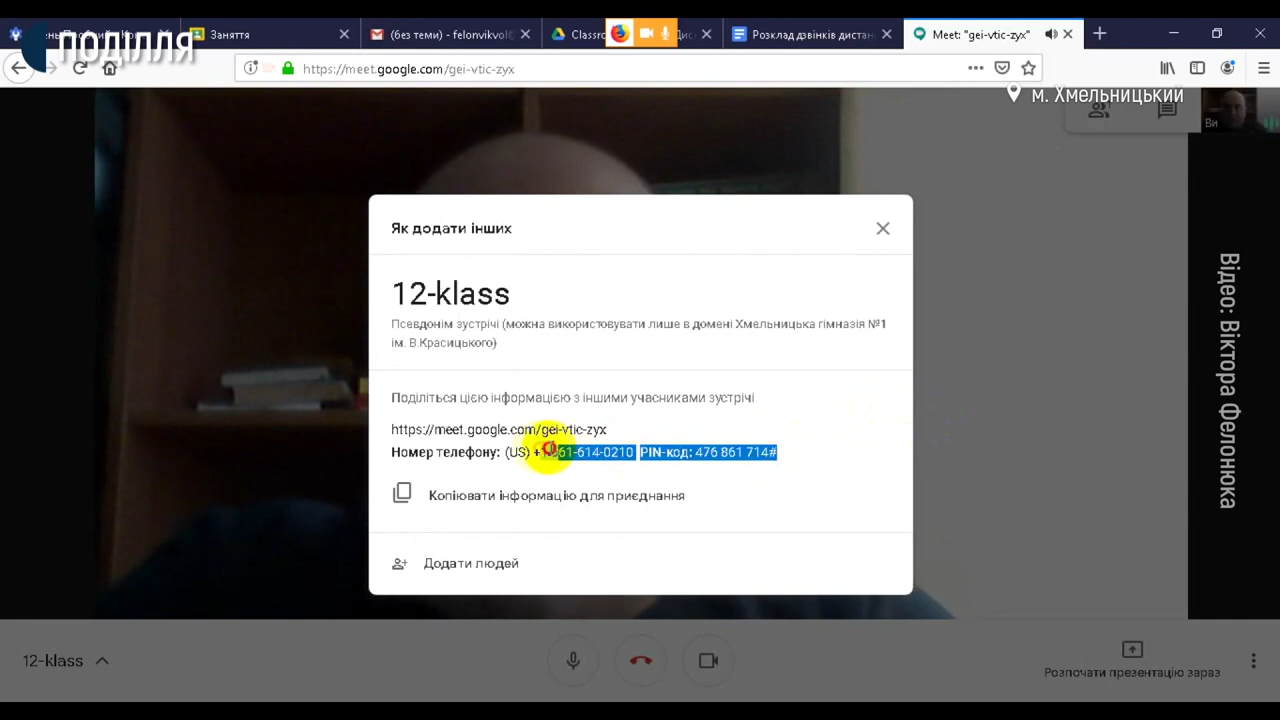 ПОДІЛЛЯ
Заняття
(без теми) - felonvikvol@
Classro
Розклад дзвінків дистан
Meet: "gei-vtic-zyx"
https://meet.google.com/gei-vtic-zyx
м. Хмельницький
Ви
Як додати інших
12-klass
Псевдонім зустрічі (можна використовувати лише в домені Хмельницька гімназія №1
ім. В.Красицького)
Поділіться цією інформацією з іншими учасниками зустрічі
https://meet.google.com/gei-vtic-zyx
Номер телефону: (US) 61-614-0210 PIN-код: 476 861 714#
Копіювати інформацію для приєднання
Додати людей
Відео: Віктора Фелонюка
12-klass
Розпочати презентацію зараз